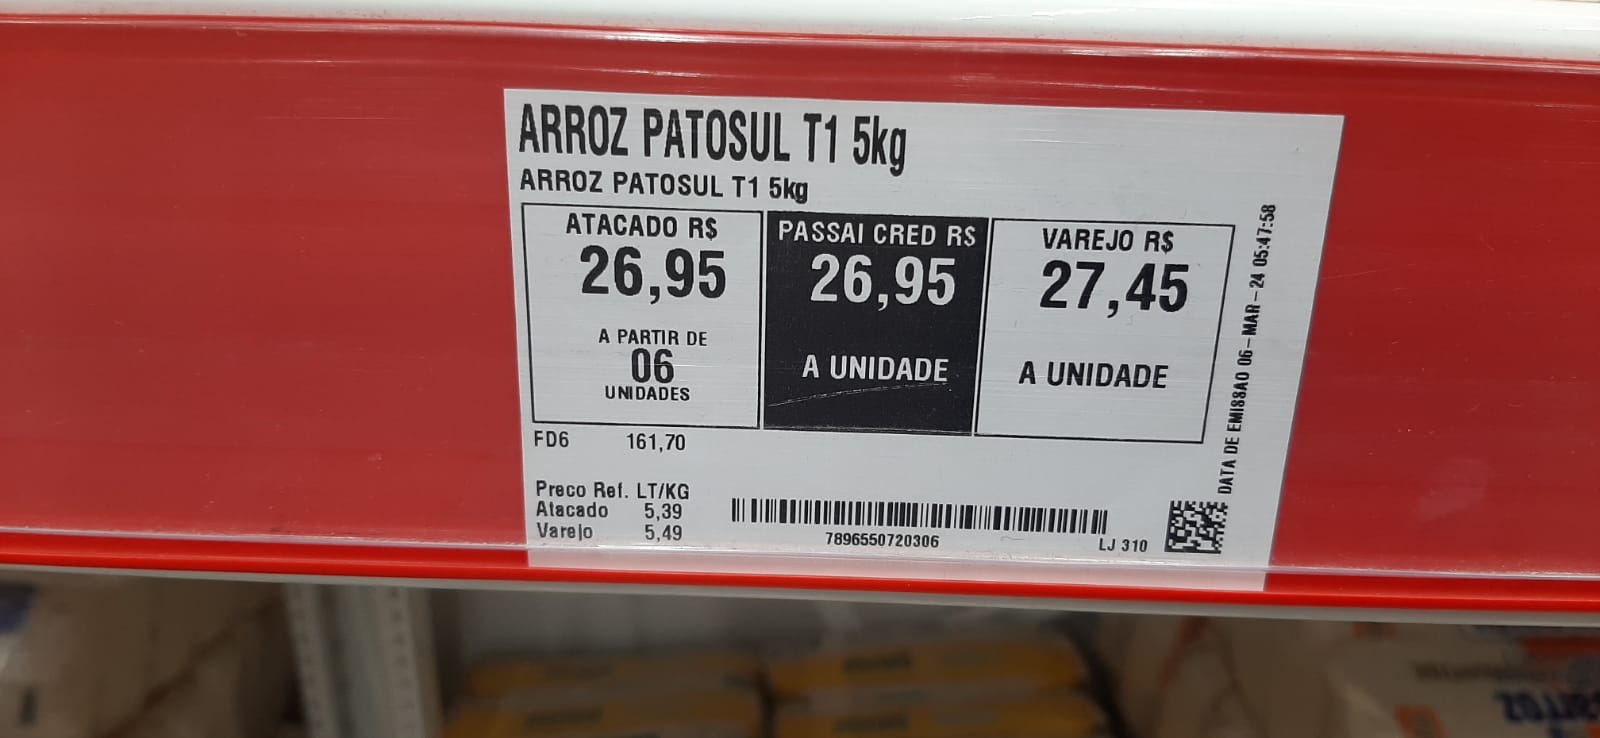 ARROZ PATOSUL T1 5kg
ARROZ PATOSUL T1 5kg
ATACADO R$
26,95
A PARTIR DE
06
UNIDADES
PASSAI CRED R$
26,95
A UNIDADE
VAREJO R$
27,45
A UNIDADE
FD6 161,70
Preco Ref. LT/KG
Atacado 5,39
Varejo 5,49
7896550720306
LJ 310
DATA DE EMISSAO 06-MAR-24 05:47:58